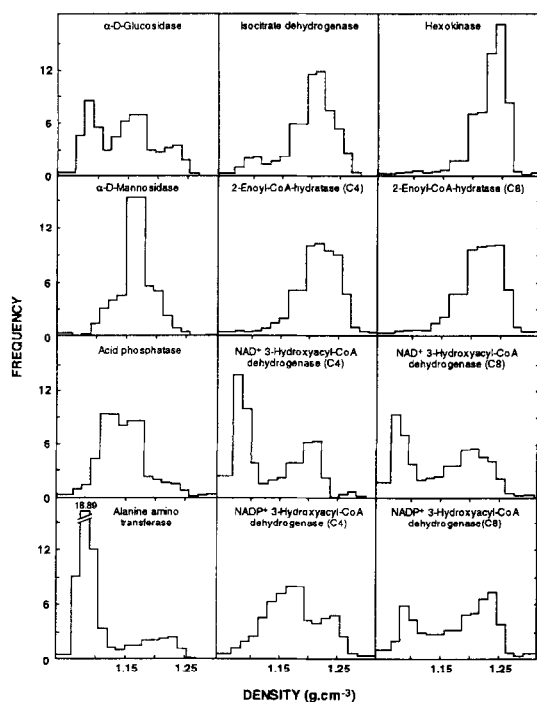 α-D-Glucosidase
Isocitrate dehydrogenase
Hexokinase
12
6
0
α-D-Mannosidase
2-Enoyl-CoA-hydratase (C4)
2-Enoyl-CoA-hydratase (C8)
12
6
0
FREQUENCY
Acid phosphatase
NAD+ 3-Hydroxyacyl-CoA
dehydrogenase (C4)
NAD+ 3-Hydroxyacyl-CoA
dehydrogenase (C8)
12
6
0
18.89
Alanine amino
transferase
NADP+ 3-Hydroxyacyl-CoA
dehydrogenase (C4)
NADP+ 3-Hydroxyacyl-CoA
dehydrogenase(C8)
12
6
0
1.15 1.25 1.15 1.25 1.15 1.25
DENSITY (g.cm-3)